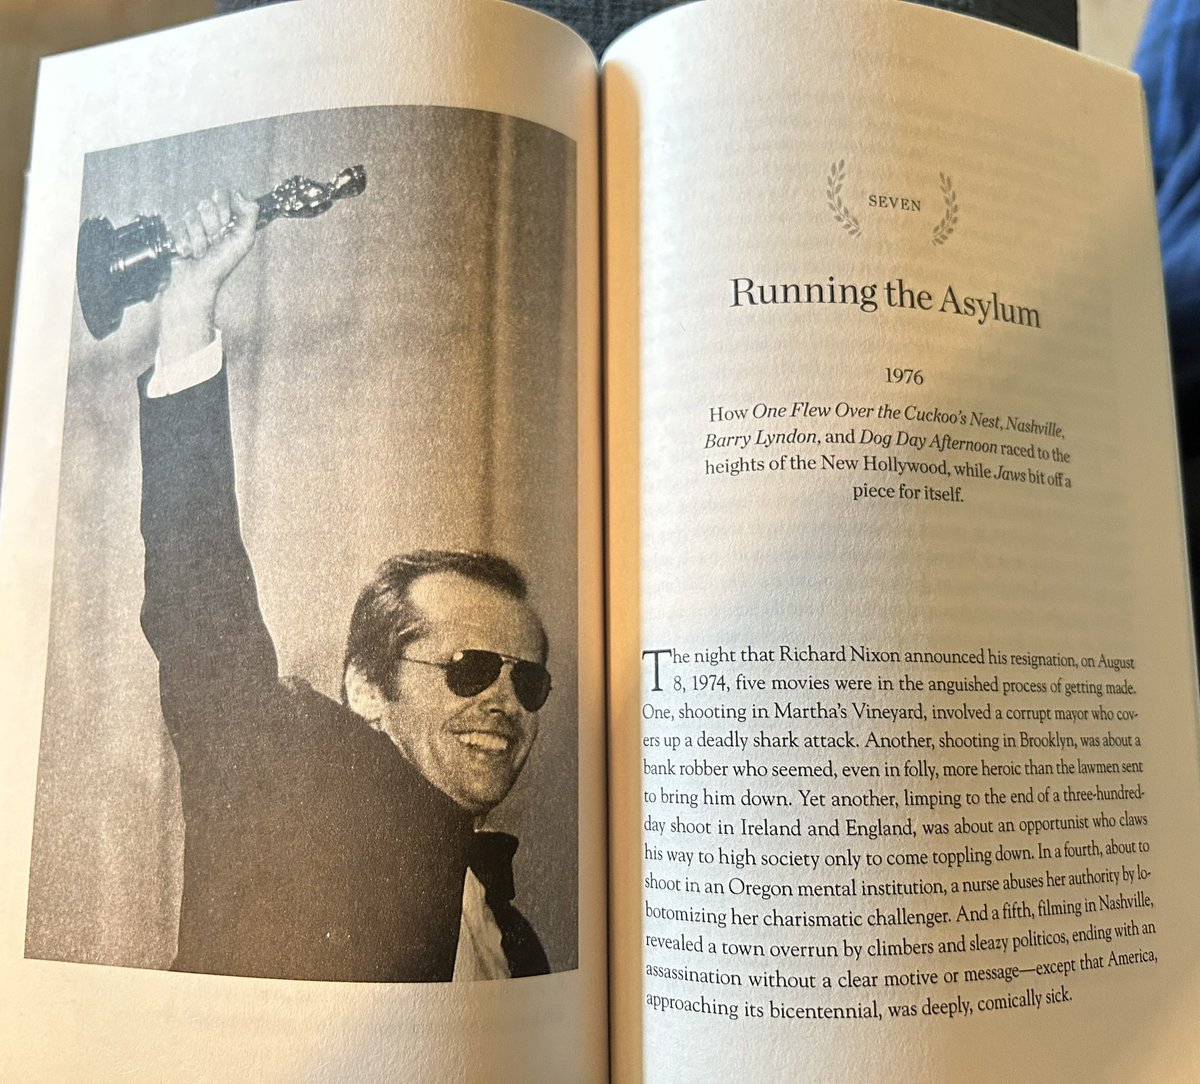 SEVEN
Running the Asylum
1976
How One Flew Over the Cuckoo's Nest, Nashville,
Barry Lyndon, and Dog Day Afternoon raced to the
heights of the New Hollywood, while Jaws bit off a
piece for itself.
The night that Richard Nixon announced his resignation, on August
8, 1974, five movies were in the anguished process of getting made.
One, shooting in Martha's Vineyard, involved a corrupt mayor who cov-
ers up a deadly shark attack. Another, shooting in Brooklyn, was about a
bank robber who seemed, even in folly, more heroic than the lawmen sent
to bring him down. Yet another, limping to the end of a three-hundred-
day shoot in Ireland and England, was about an opportunist who claws
his way to high society only to come toppling down. In a fourth, about to
shoot in an Oregon mental institution, a nurse abuses her authority by lo-
botomizing her charismatic challenger. And a fifth, filming in Nashville,
revealed a town overrun by climbers and sleazy politicos, ending with an
assassination without a clear motive or message—except that America,
approaching its bicentennial, was deeply, comically sick.